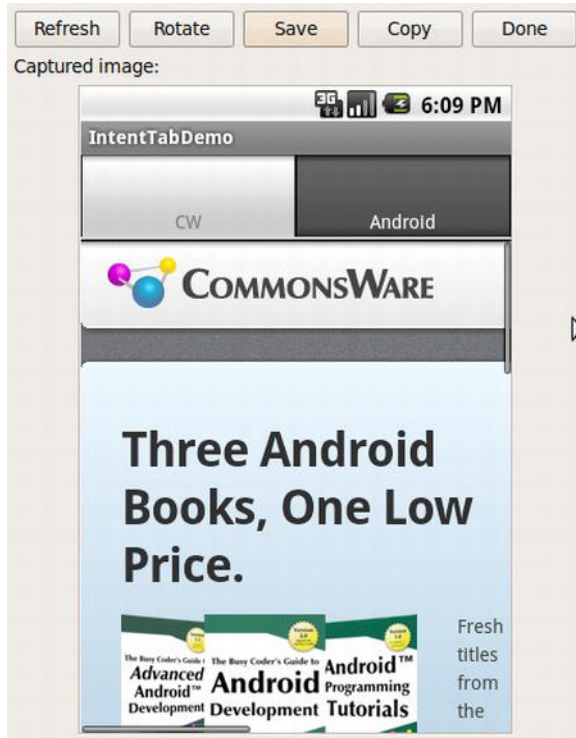 Refresh Rotate Save Copy Done
Captured image:
3G 6:09 PM
IntentTabDemo
CW Android
COMMONSWARE
Three Android
Books, One Low
Price.
Fresh
titles
from
the
The Busy Coder's Guide t
Advanced
Android™
Development
The Busy Coder's Guide to
Android
Development
Android™
Programming
Tutorials